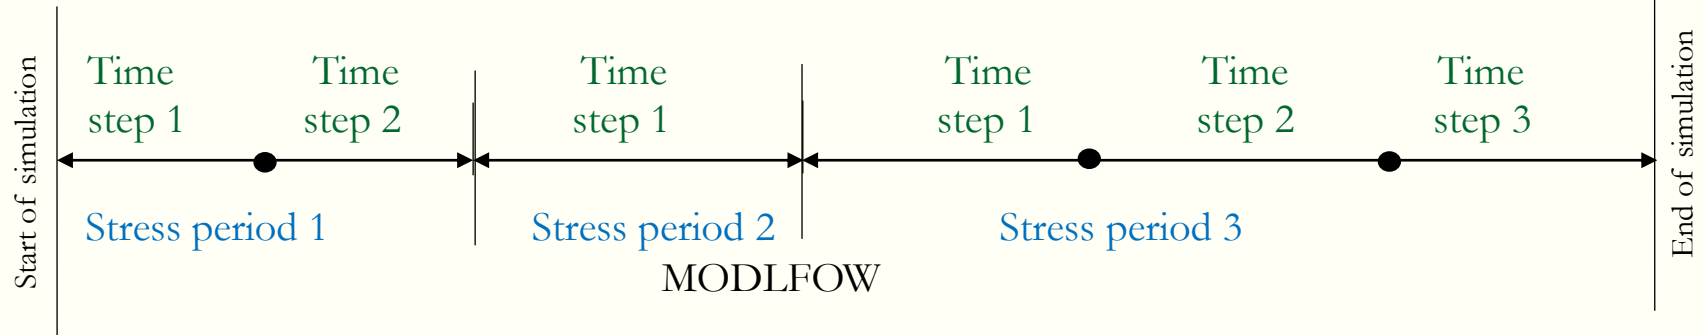 Start of simulation
Time
step 1
Time
step 2
Time
step 1
Time
step 1
Time
step 2
Time
step 3
End of simulation
Stress period 1
Stress period 2
Stress period 3
MODLFOW